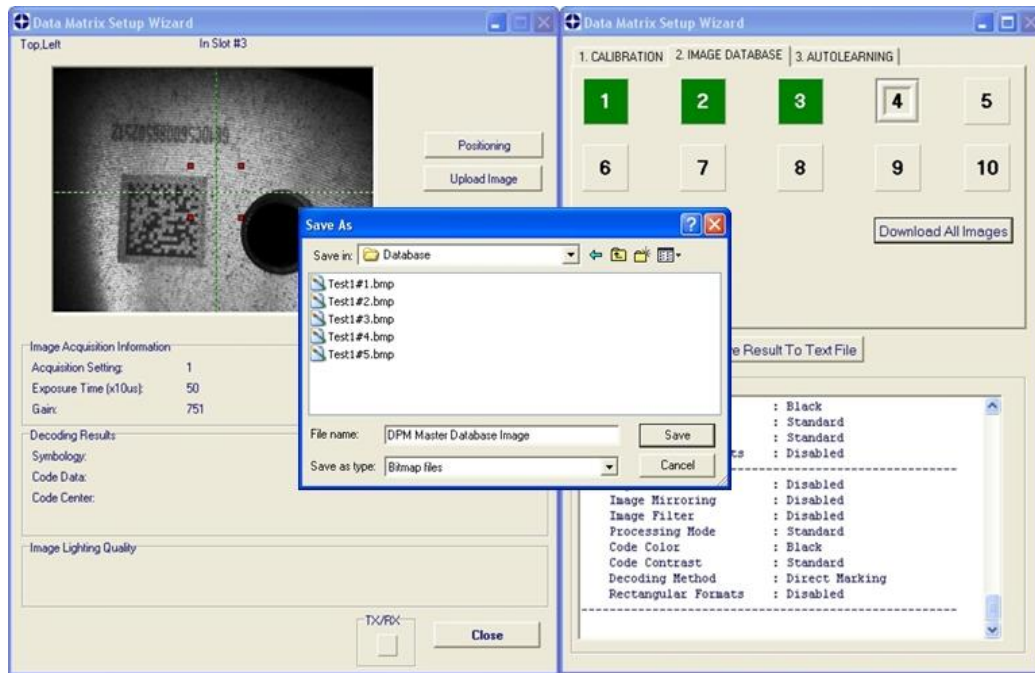 Data Matrix Setup Wizard
Top,Left
In Slot #3
Positioning
Upload Image
Image Acquisition Information
Acquisition Setting:
1
Exposure Time (x10us):
50
Gain:
751
Decoding Results
Symbology:
Code Data:
Code Center:
Image Lighting Quality
TX/RX
Close
Save As
Save in:
Database
Test1#1.bmp
Test1#2.bmp
Test1#3.bmp
Test1#4.bmp
Test1#5.bmp
File name:
DPM Master Database Image
Save
Save as type:
Bitmap files
Cancel
Data Matrix Setup Wizard
1. CALIBRATION
2. IMAGE DATABASE
3. AUTOLEARNING
1
2
3
4
5
6
7
8
9
10
Download All Images
Result To Text File
: Black
: Standard
: Standard
: Disabled
: Disabled
Image Mirroring : Disabled
Image Filter : Disabled
Processing Mode : Standard
Code Color : Black
Code Contrast : Standard
Decoding Method : Direct Marking
Rectangular Formats : Disabled